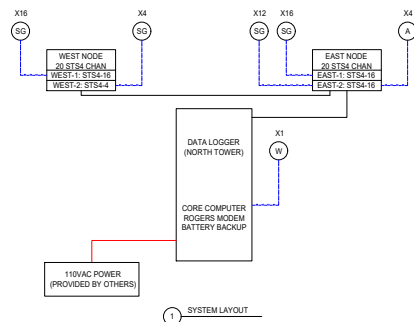 X16
X4
X12
X16
X4
SG
SG
SG
SG
A
WEST NODE
20 STS4 CHAN
WEST-1: STS4-16
WEST-2: STS4-4
EAST NODE
20 STS4 CHAN
EAST-1: STS4-16
EAST-2: STS4-16
DATA LOGGER
(NORTH TOWER)
X1
W
CORE COMPUTER
ROGERS MODEM
BATTERY BACKUP
110VAC POWER
(PROVIDED BY OTHERS)
1 SYSTEM LAYOUT